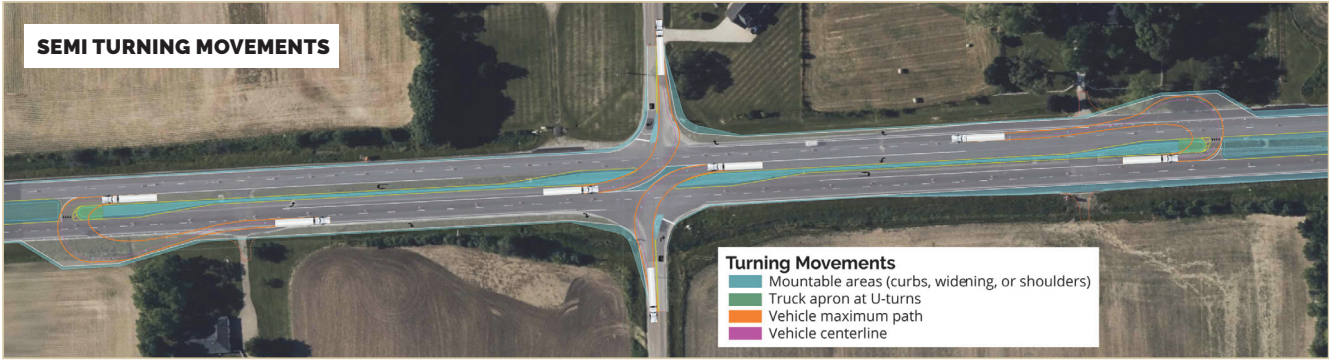 SEMI TURNING MOVEMENTS
Turning Movements
Mountable areas (curbs, widening, or shoulders)
Truck apron at U-turns
Vehicle maximum path
Vehicle centerline